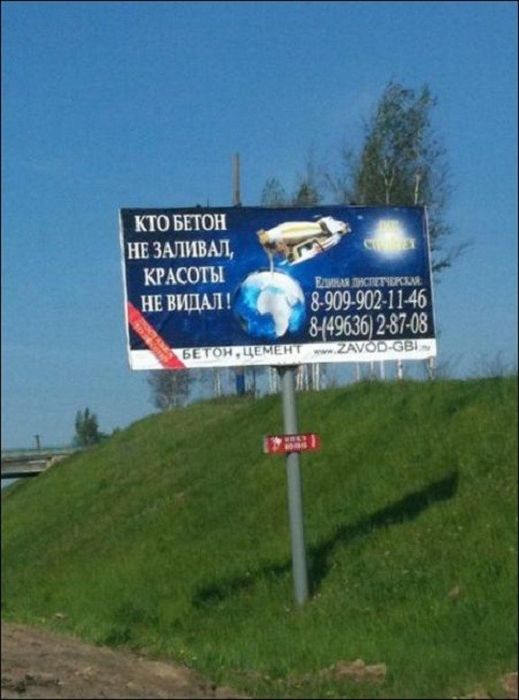 КТО БЕТОН
НЕ ЗАЛИВАЛ,
КРАСОТЫ
НЕ ВИДАЛ!
ЕДИНАЯ ДИСПЕТЧЕРСКАЯ
8-909-902-11-46
8-(49636) 2-87-08
БЕТОН, ЦЕМЕНТ www.ZAVOD-GBI.ru